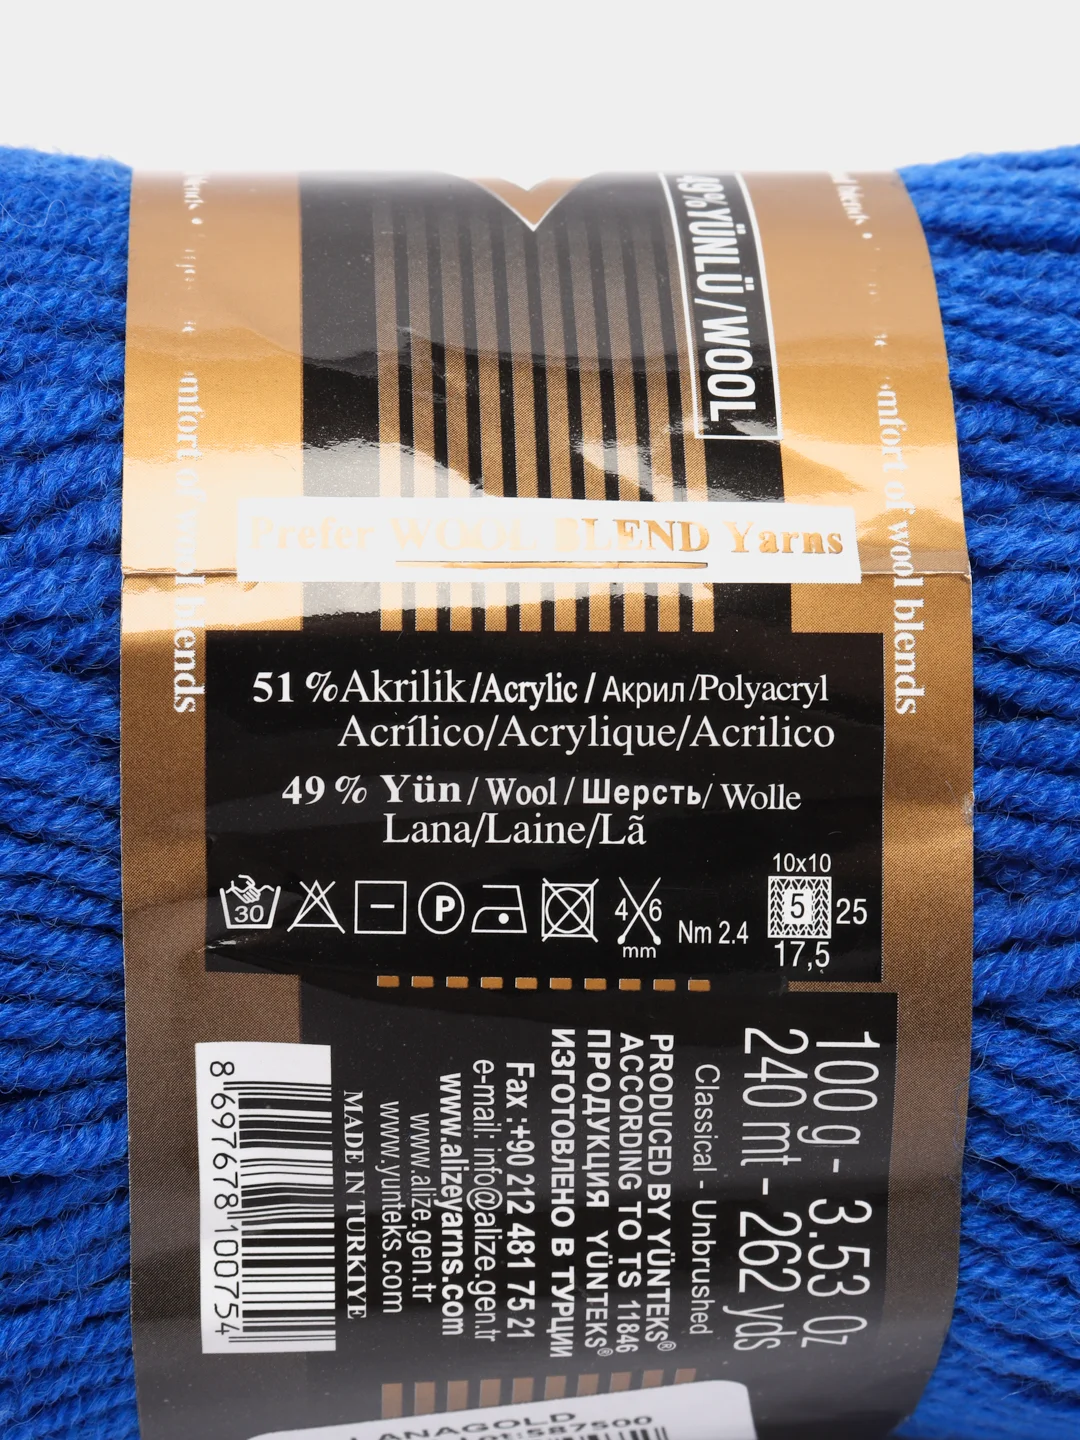 49%YÜNLÜ/WOOL
Prefer WOOL BLEND Yarns
of wool blends
of wool blends
51 %Akrilik/Acrylic / Акрил/Polyacryl
Acrílico/Acrylique/Acrilico
49 % Yün/ Wool / Шерсть/ Wolle
Lana/Laine/Lã
30
P
4 6
mm
Nm 2.4
10x10
5
25
17,5
100 g - 3.53 Oz
240 mt - 262 yds
Classical - Unbrushed
PRODUCED BY YÜNTEKS®
ACCORDING TO TS 11846
ПРОДУКЦИЯ YÜNTEKS®
ИЗГОТОВЛЕНО В ТУРЦИИ
Fax :+90 212 481 75 21
e-mail: info@alize.gen.tr
www.alizeyarns.com
www.alize.gen.tr
www.yunteks.com
MADE IN TURKIYE
8 697678 100754
LANAGOLD
Lot:587500